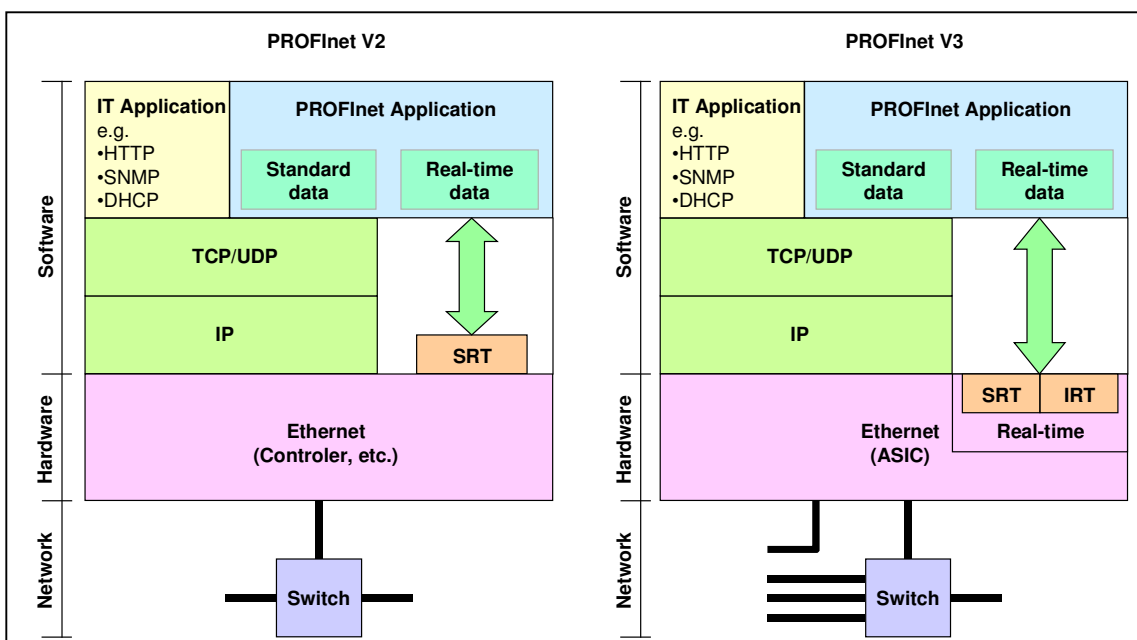 PROFInet V2
Software
Hardware
Network
IT Application
e.g.
•HTTP
•SNMP
•DHCP
PROFInet Application
Standard
data
Real-time
data
TCP/UDP
IP
SRT
Ethernet
(Controler, etc.)
Switch
PROFInet V3
Software
Hardware
Network
IT Application
e.g.
•HTTP
•SNMP
•DHCP
PROFInet Application
Standard
data
Real-time
data
TCP/UDP
IP
SRT
IRT
Real-time
Ethernet
(ASIC)
Switch